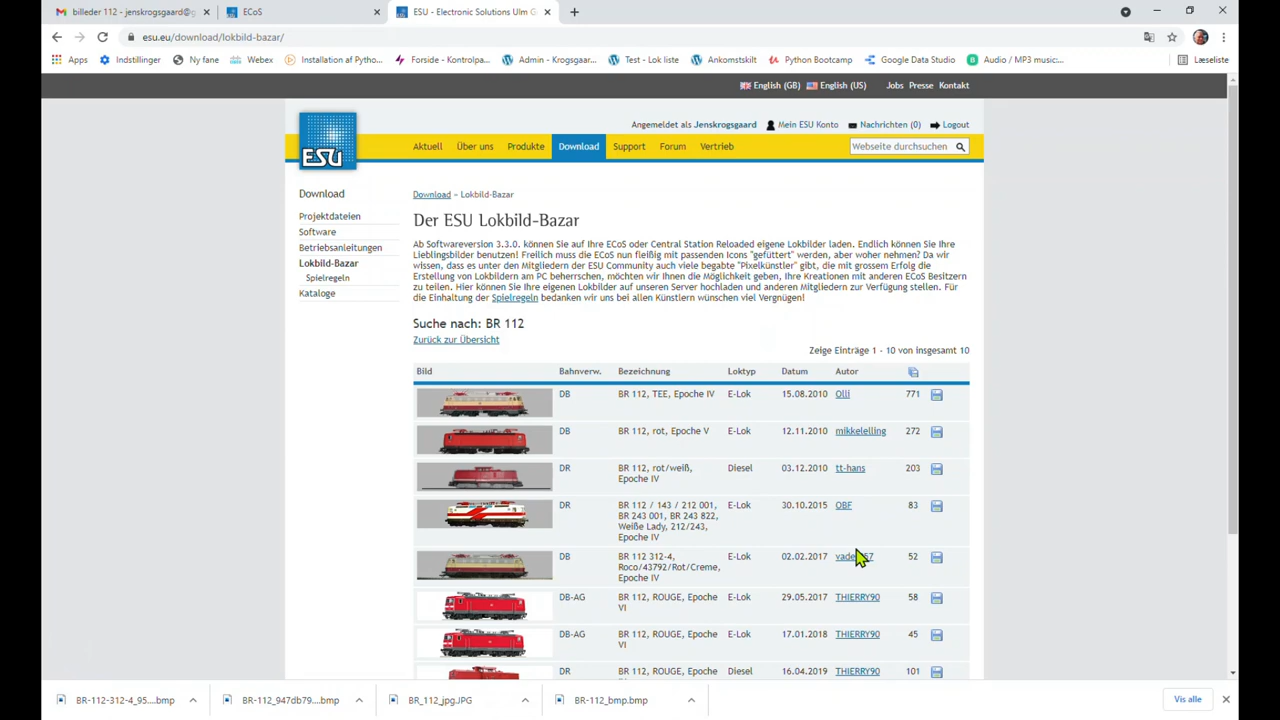 billeder 112 - jenskrogsgaard@g
ECoS
ESU - Electronic Solutions Ulm G
esu.eu/download/lokbild-bazar/
Apps
Indstillinger
Ny fane
Webex
Installation af Pytho...
Forside - Kontrolpa...
Admin - Krogsgaar...
Test - Lok liste
Ankomstskilt
Python Bootcamp
Google Data Studio
Audio / MP3 music:...
Læseliste
English (GB) English (US) Jobs Presse Kontakt
Angemeldet als Jenskrogsgaard Mein ESU Konto Nachrichten (0) Logout
ESU
Aktuell Über uns Produkte Download Support Forum Vertrieb Webseite durchsuchen
Download
Projektdateien
Software
Betriebsanleitungen
Lokbild-Bazar
Spielregeln
Kataloge
Download – Lokbild-Bazar
Der ESU Lokbild-Bazar
Ab Softwareversion 3.3.0. können Sie auf Ihre ECoS oder Central Station Reloaded eigene Lokbilder laden. Endlich können Sie Ihre
Lieblingsbilder benutzen! Freilich muss die ECoS nun fleißig mit passenden Icons "gefüttert" werden, aber woher nehmen? Da wir
wissen, dass es unter den Mitgliedern der ESU Community auch viele begabte "Pixelkünstler" gibt, die mit grossem Erfolg die
Erstellung von Lokbildern am PC beherrschen, möchten wir Ihnen die Möglichkeit geben, Ihre Kreationen mit anderen ECoS Besitzern
zu teilen. Hier können Sie Ihre eigenen Lokbilder auf unseren Server hochladen und anderen Mitgliedern zur Verfügung stellen. Für
die Einhaltung der Spielregeln bedanken wir uns bei allen Künstlern wünschen viel Vergnügen!
Suche nach: BR 112
Zurück zur Übersicht
Zeige Einträge 1 - 10 von insgesamt 10
Bild Bahnverw. Bezeichnung Loktyp Datum Autor
DB BR 112, TEE, Epoche IV E-Lok 15.08.2010 Olli 771
DB BR 112, rot, Epoche V E-Lok 12.11.2010 mikkelelling 272
DR BR 112, rot/weiß, Diesel 03.12.2010 tt-hans 203
Epoche IV
DR BR 112 / 143 / 212 001, E-Lok 30.10.2015 OBF 83
BR 243 001, BR 243 822,
Weiße Lady, 212/243,
Epoche IV
DB BR 112 312-4, E-Lok 02.02.2017 52
Roco/43792/Rot/Creme,
Epoche IV
DB-AG BR 112, ROUGE, Epoche E-Lok 29.05.2017 THIERRY90 58
VI
DB-AG BR 112, ROUGE, Epoche E-Lok 17.01.2018 THIERRY90 45
VI
DR BR 112, ROUGE, Epoche Diesel 16.04.2019 THIERRY90 101
BR-112-312-4_95....bmp
BR-112_947db79....bmp
BR_112_jpg.JPG
BR-112_bmp.bmp
Vis alle